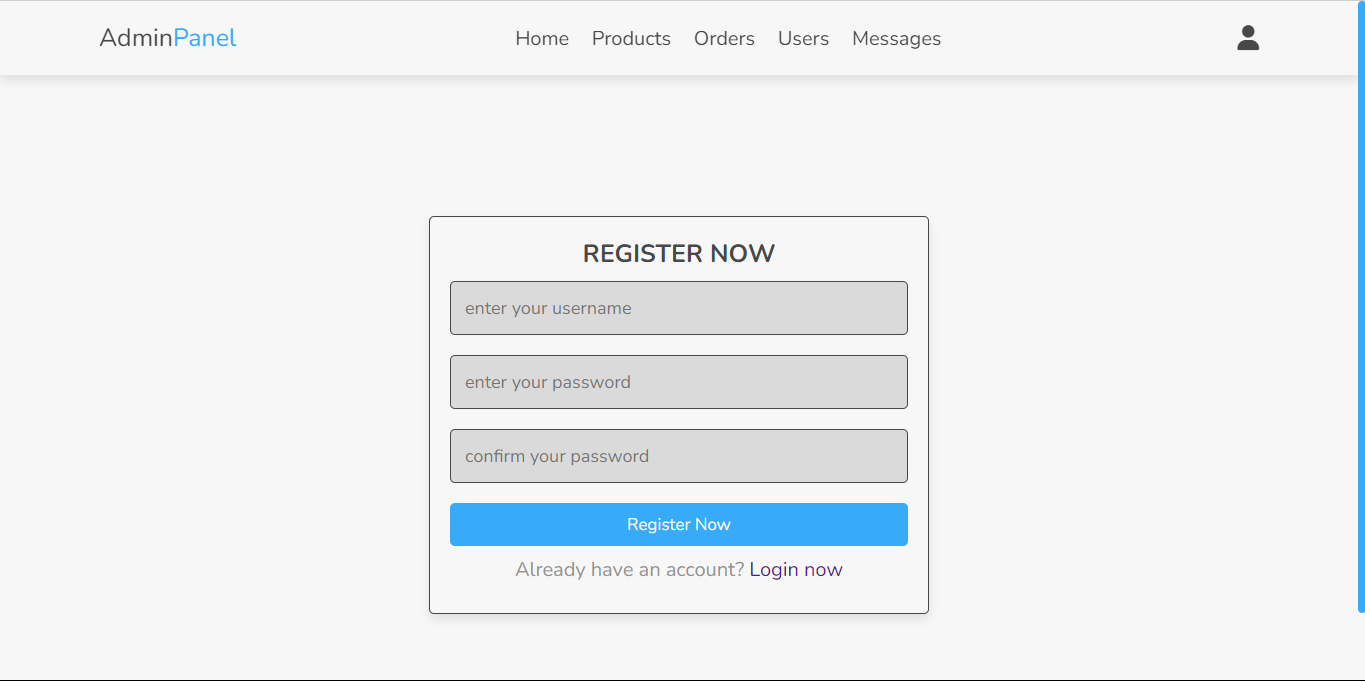 AdminPanel Home Products Orders Users Messages
REGISTER NOW
enter your username
enter your password
confirm your password
Register Now
Already have an account? Login now